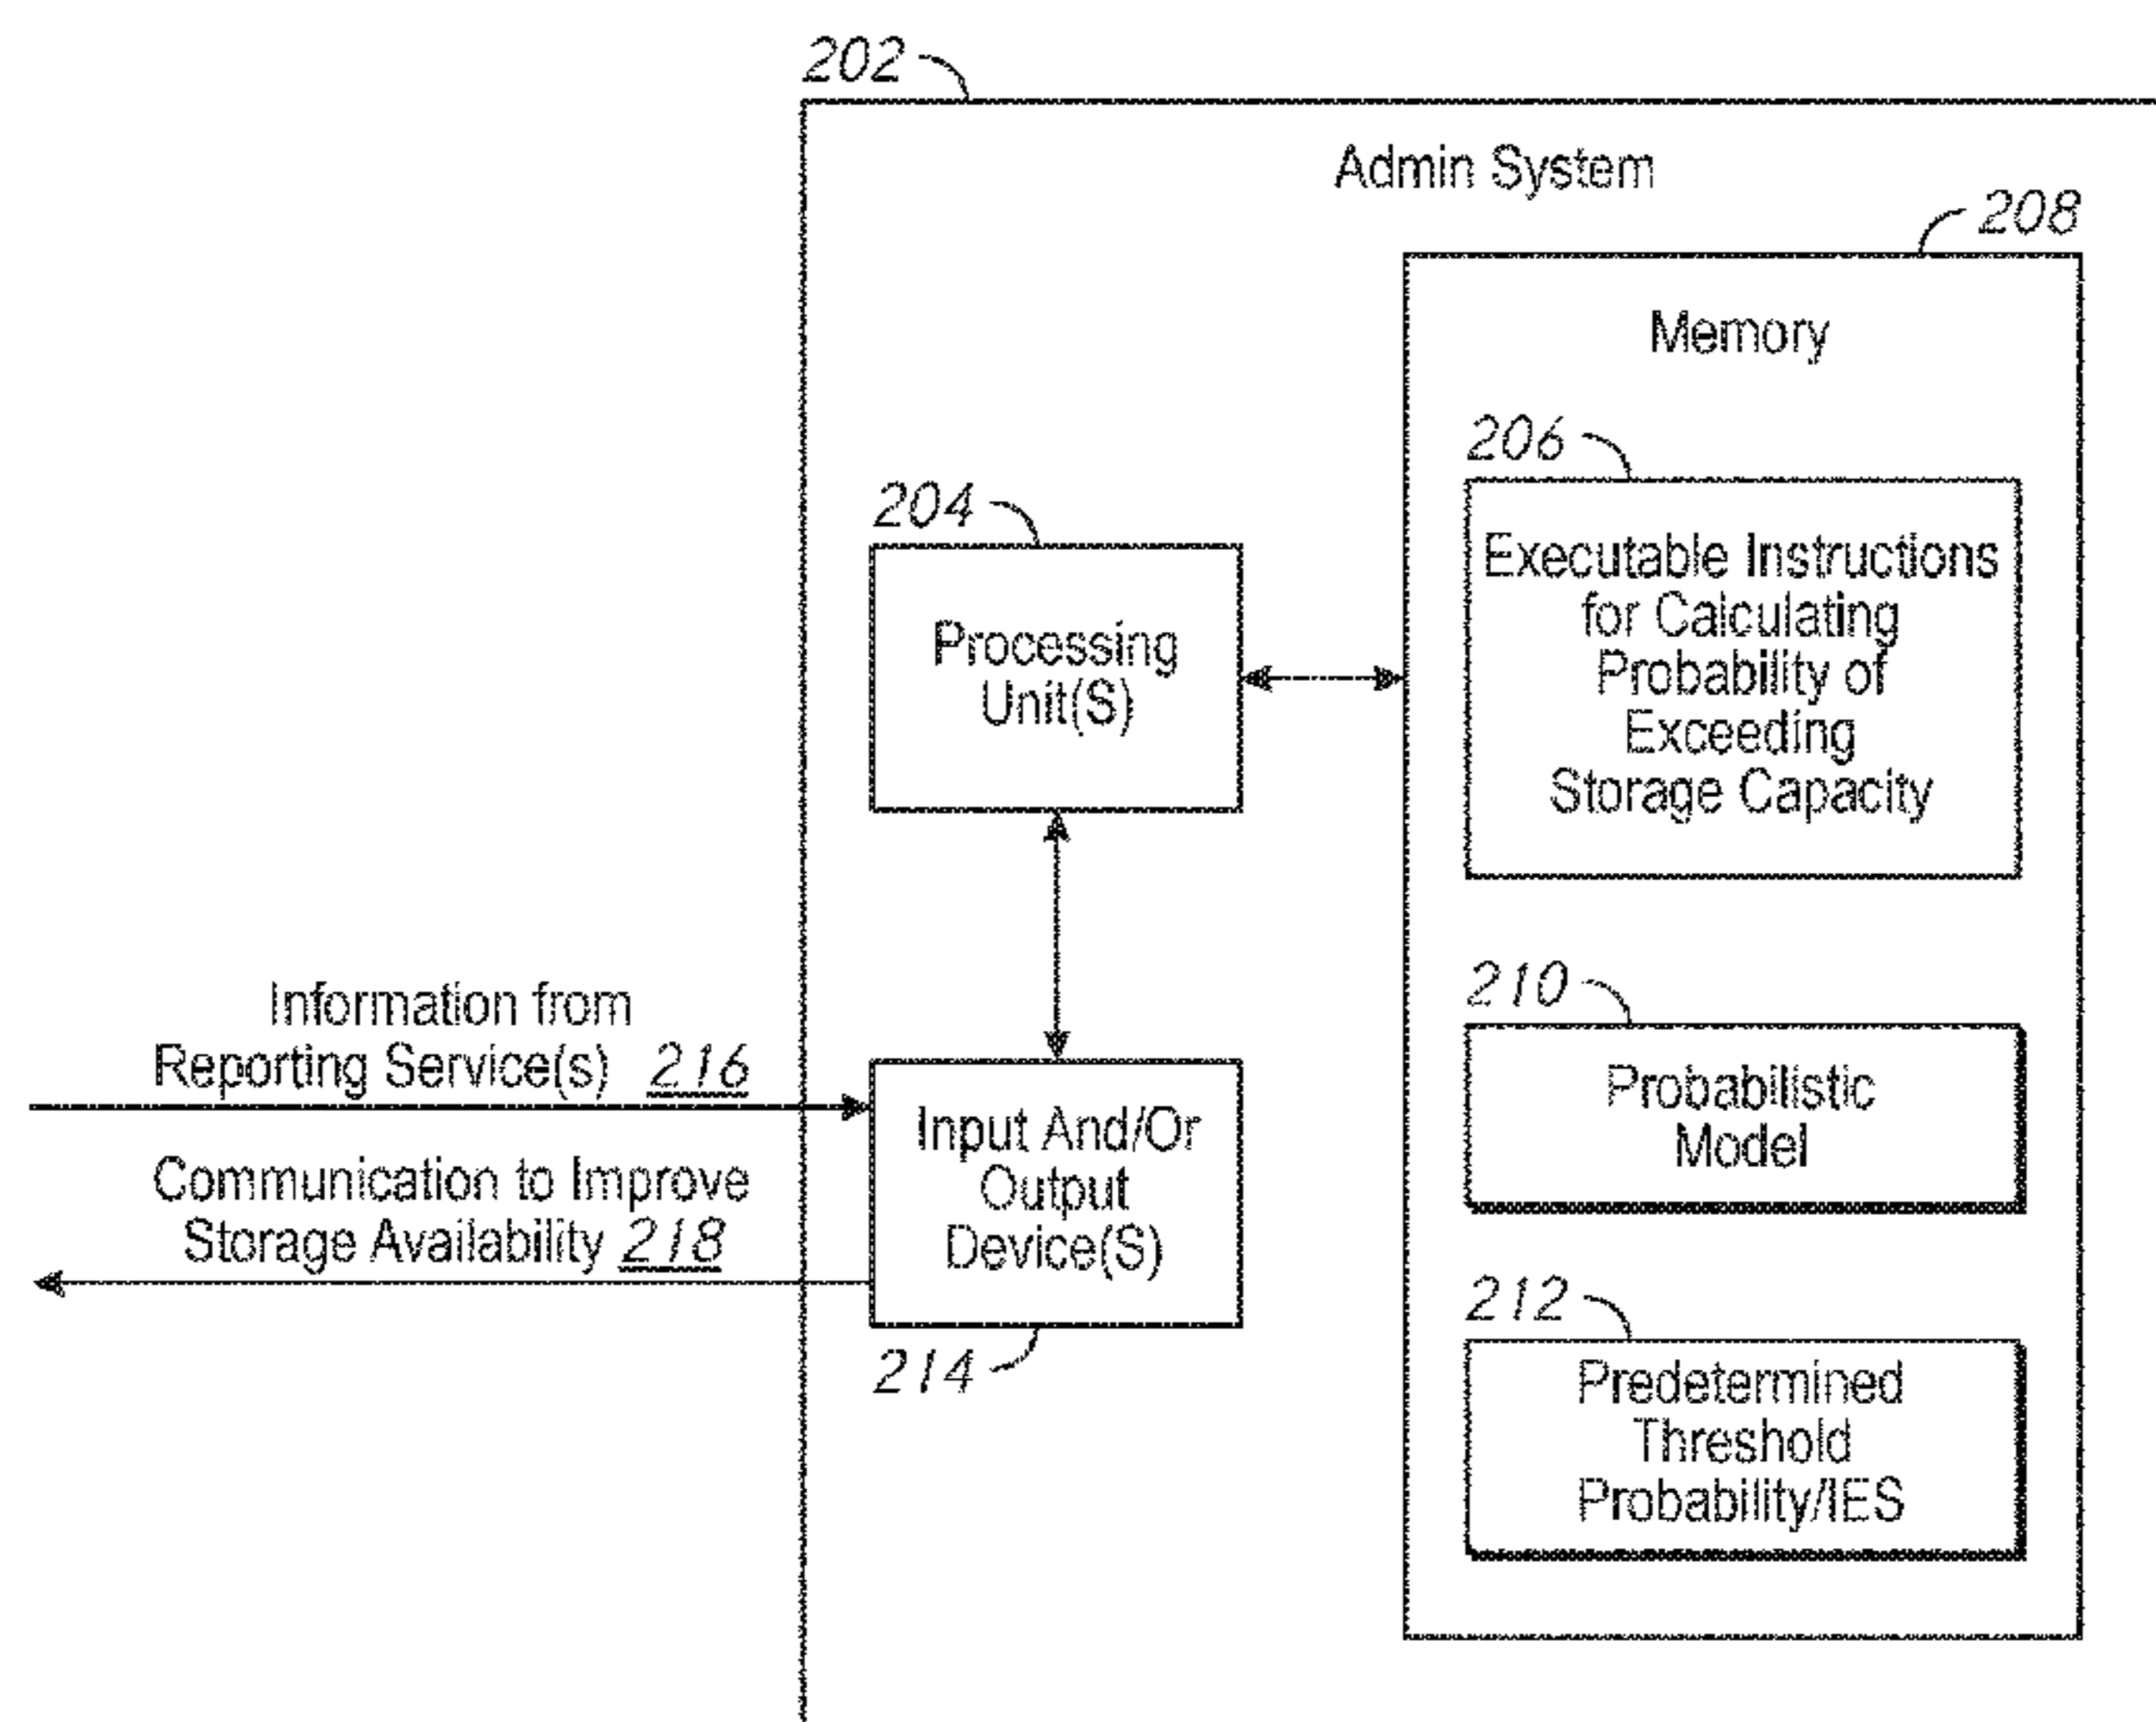 202
Admin System
208
Memory
206
Executable Instructions
for Calculating
Probability of
Exceeding
Storage Capacity
204
Processing
Unit(S)
210
Probabilistic
Model
Information from
Reporting Service(s) 216
Input And/Or
Output
Device(S)
Communication to Improve
Storage Availability 218
214
212
Predetermined
Threshold
Probability/IES